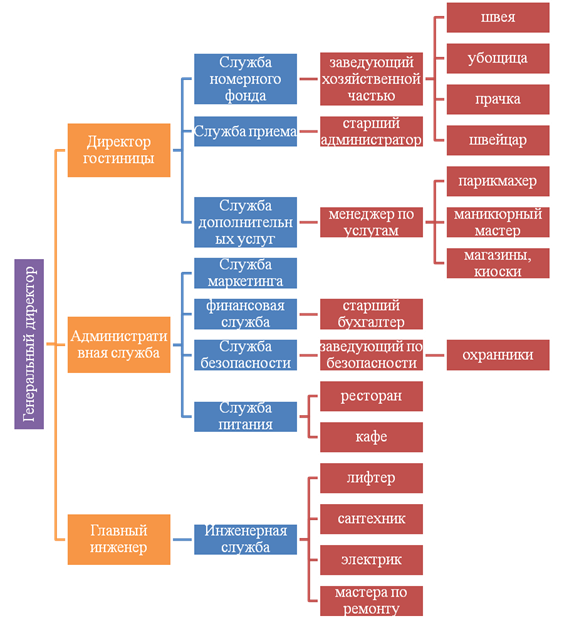 Генеральный директор
Директор
гостиницы
Служба
номерного
фонда
заведующий
хозяйственной
частью
швея
убощица
прачка
швейцар
Служба приема
старший
администратор
Служба
дополнительн
ых услуг
менеджер по
услугам
парикмахер
маникюрный
мастер
магазины,
киоски
Администрати
вная служба
Служба
маркетинга
финансовая
служба
старший
бухгалтер
Служба
безопасности
заведующий по
безопасности
охранники
Служба
питания
ресторан
кафе
Главный
инженер
Инженерная
служба
лифтер
сантехник
электрик
мастера по
ремонту